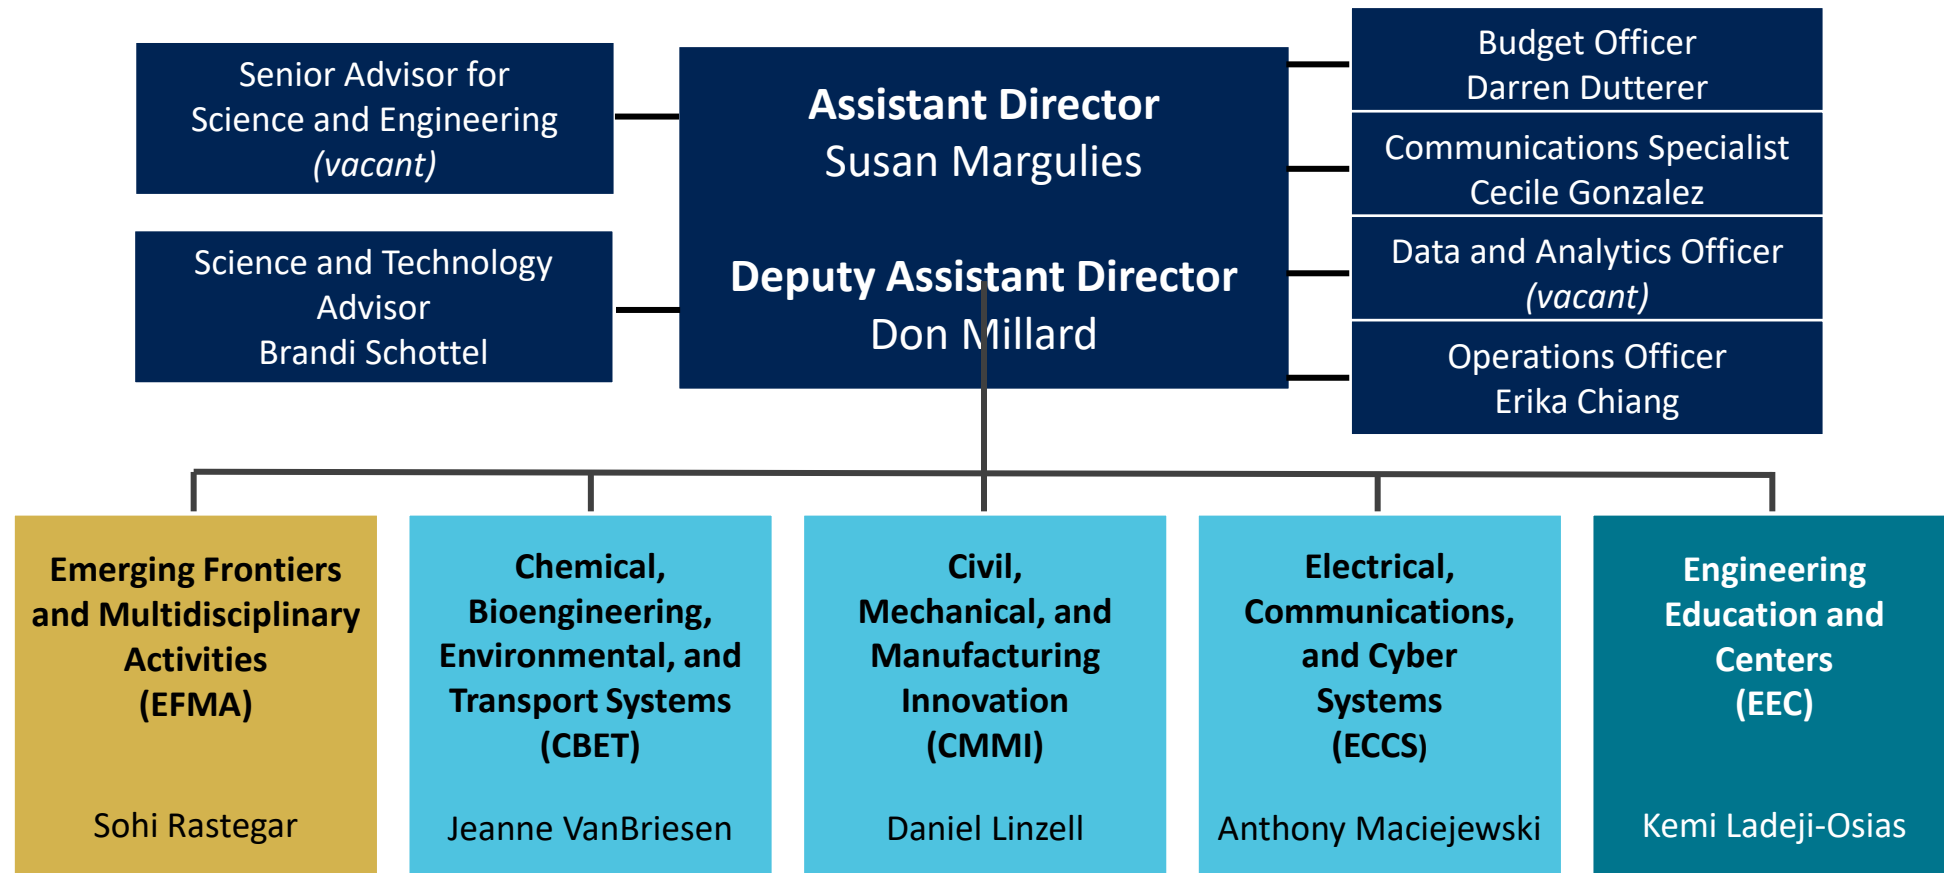 Senior Advisor for
Science and Engineering
(vacant)
Science and Technology
Advisor
Brandi Schottel
Assistant Director
Susan Margulies
Deputy Assistant Director
Don Millard
Budget Officer
Darren Dutterer
Communications Specialist
Cecile Gonzalez
Data and Analytics Officer
(vacant)
Operations Officer
Erika Chiang
Emerging Frontiers
and Multidisciplinary
Activities
(EFMA)
Sohi Rastegar
Chemical,
Bioengineering,
Environmental, and
Transport Systems
(CBET)
Jeanne VanBriesen
Civil,
Mechanical, and
Manufacturing
Innovation
(CMMI)
Daniel Linzell
Electrical,
Communications,
and Cyber
Systems
(ECCS)
Anthony Maciejewski
Engineering
Education and
Centers
(EEC)
Kemi Ladeji-Osias